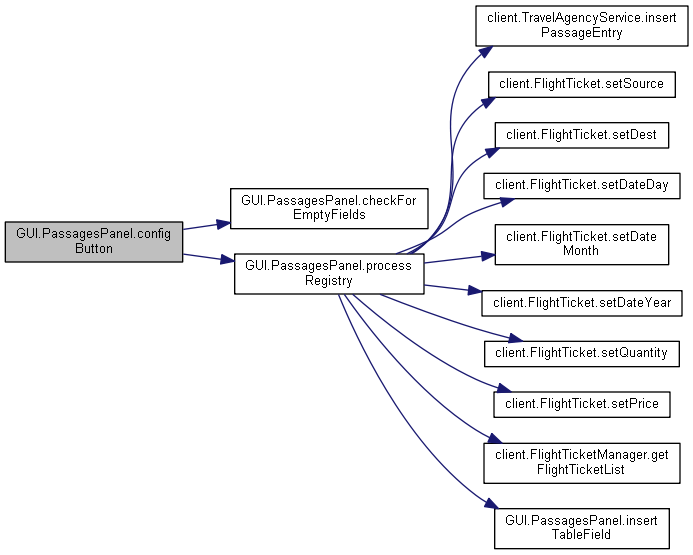 client.TravelAgencyService.insert
PassageEntry
client.FlightTicket.setSource
client.FlightTicket.setDest
client.FlightTicket.setDateDay
GUI.PassagesPanel.checkFor
EmptyFields
GUI.PassagesPanel.config
Button
client.FlightTicket.setDate
Month
GUI.PassagesPanel.process
Registry
client.FlightTicket.setDateYear
client.FlightTicket.setQuantity
client.FlightTicket.setPrice
client.FlightTicketManager.get
FlightTicketList
GUI.PassagesPanel.insert
TableField